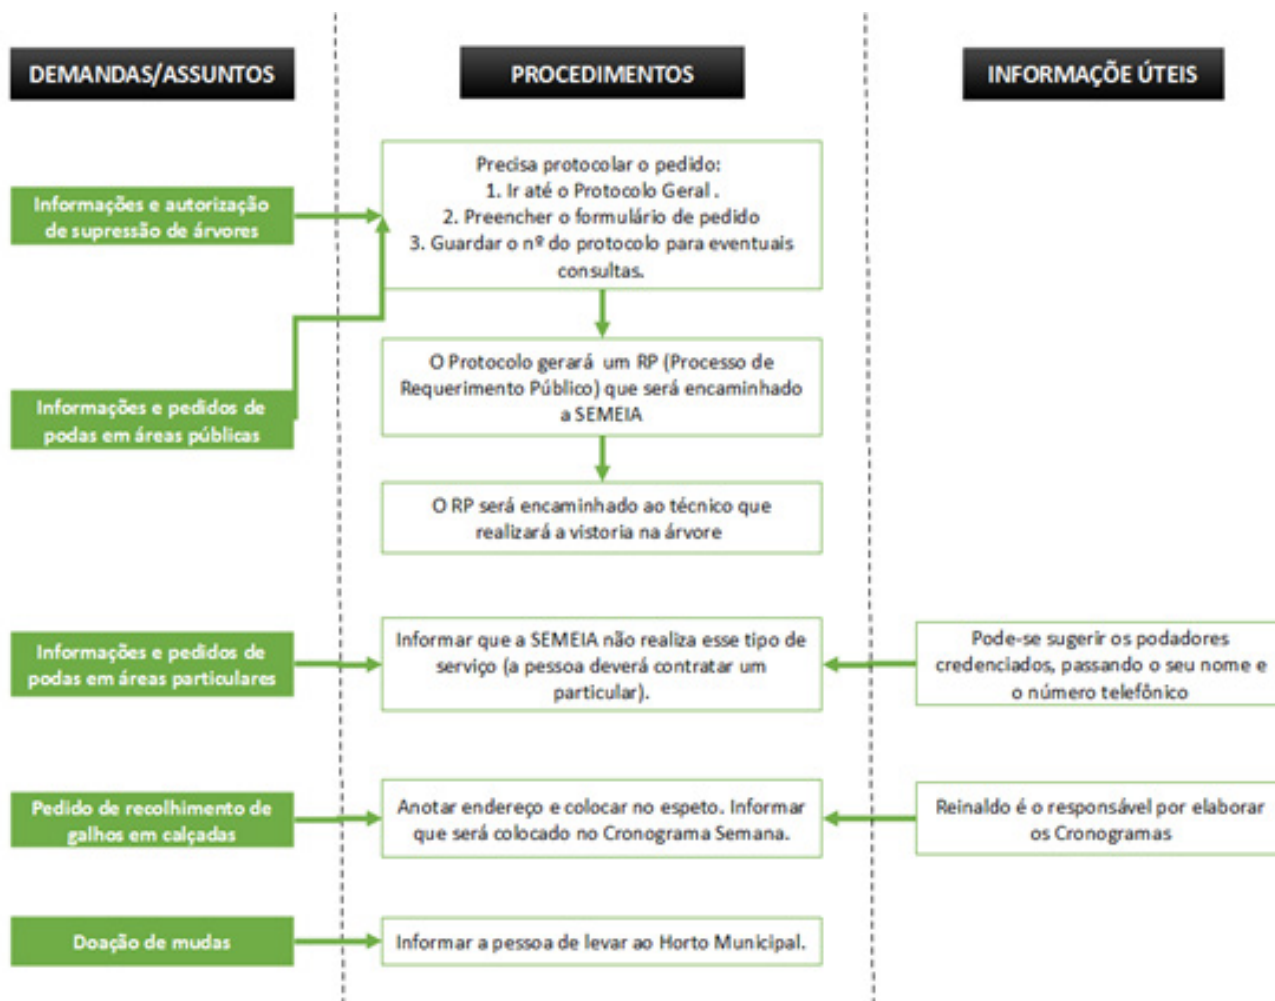 DEMANDAS/ASSUNTOS
PROCEDIMENTOS
INFORMAÇÕE ÚTEIS
Informações e autorização
de supressão de árvores
Precisa protocolar o pedido:
1. Ir até o Protocolo Geral .
2. Preencher o formulário de pedido
3. Guardar o nº do protocolo para eventuais
consultas.
Informações e pedidos de
podas em áreas públicas
O Protocolo gerará um RP (Processo de
Requerimento Público) que será encaminhado
a SEMEIA
O RP será encaminhado ao técnico que
realizará a vistoria na árvore
Informações e pedidos de
podas em áreas particulares
Informar que a SEMEIA não realiza esse tipo de
serviço (a pessoa deverá contratar um
particular).
Pode-se sugerir os podadores
credenciados, passando o seu nome e
o número telefônico
Pedido de recolhimento de
galhos em calçadas
Anotar endereço e colocar no espeto. Informar
que será colocado no Cronograma Semana.
Reinaldo é o responsável por elaborar
os Cronogramas
Doação de mudas
Informar a pessoa de levar ao Horto Municipal.